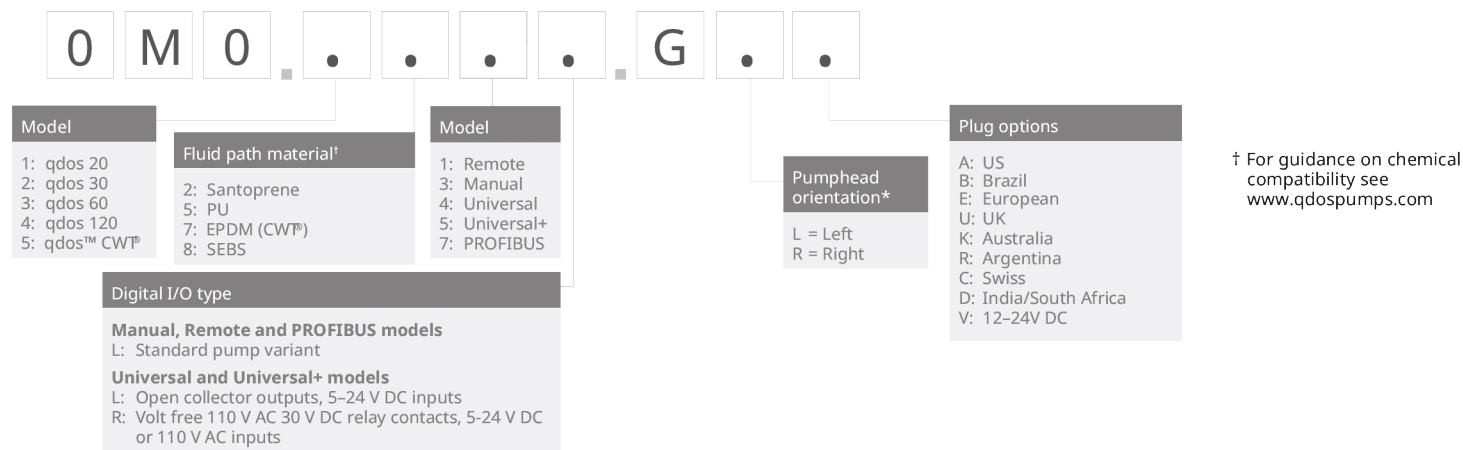 0 M 0 . . . . . . G . .
Model
1: qdos 20
2: qdos 30
3: qdos 60
4: qdos 120
5: qdos™ CWT®
Fluid path material†
2: Santoprene
5: PU
7: EPDM (CWT®)
8: SEBS
Model
1: Remote
3: Manual
4: Universal
5: Universal+
7: PROFIBUS
Digital I/O type
Manual, Remote and PROFIBUS models
L: Standard pump variant
Universal and Universal+ models
L: Open collector outputs, 5–24 V DC inputs
R: Volt free 110 V AC 30 V DC relay contacts, 5-24 V DC
or 110 V AC inputs
Pumphead
orientation*
L = Left
R = Right
Plug options
A: US
B: Brazil
E: European
U: UK
K: Australia
R: Argentina
C: Swiss
D: India/South Africa
V: 12–24V DC
† For guidance on chemical
compatibility see
www.qdospumps.com